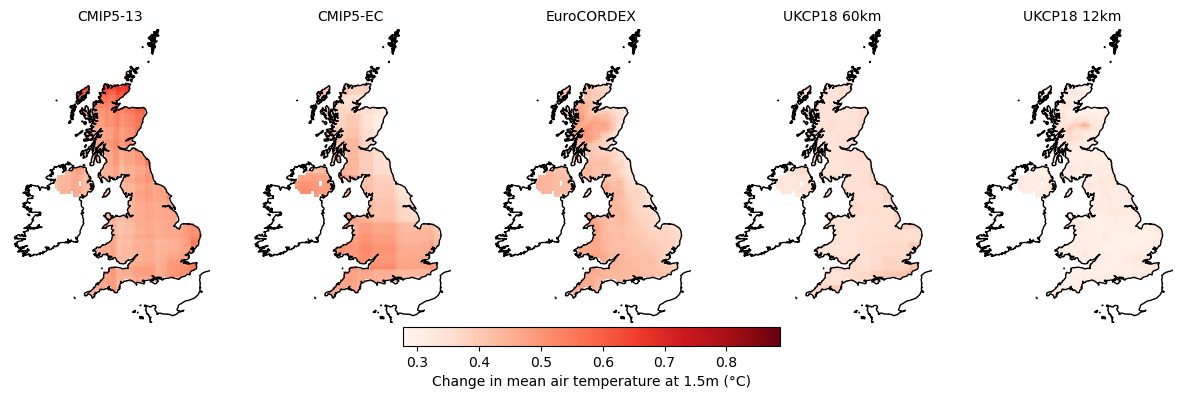 CMIP5-13 CMIP5-EC EuroCORDEX UKCP18 60km UKCP18 12km
0.3 0.4 0.5 0.6 0.7 0.8
Change in mean air temperature at 1.5m (°C)